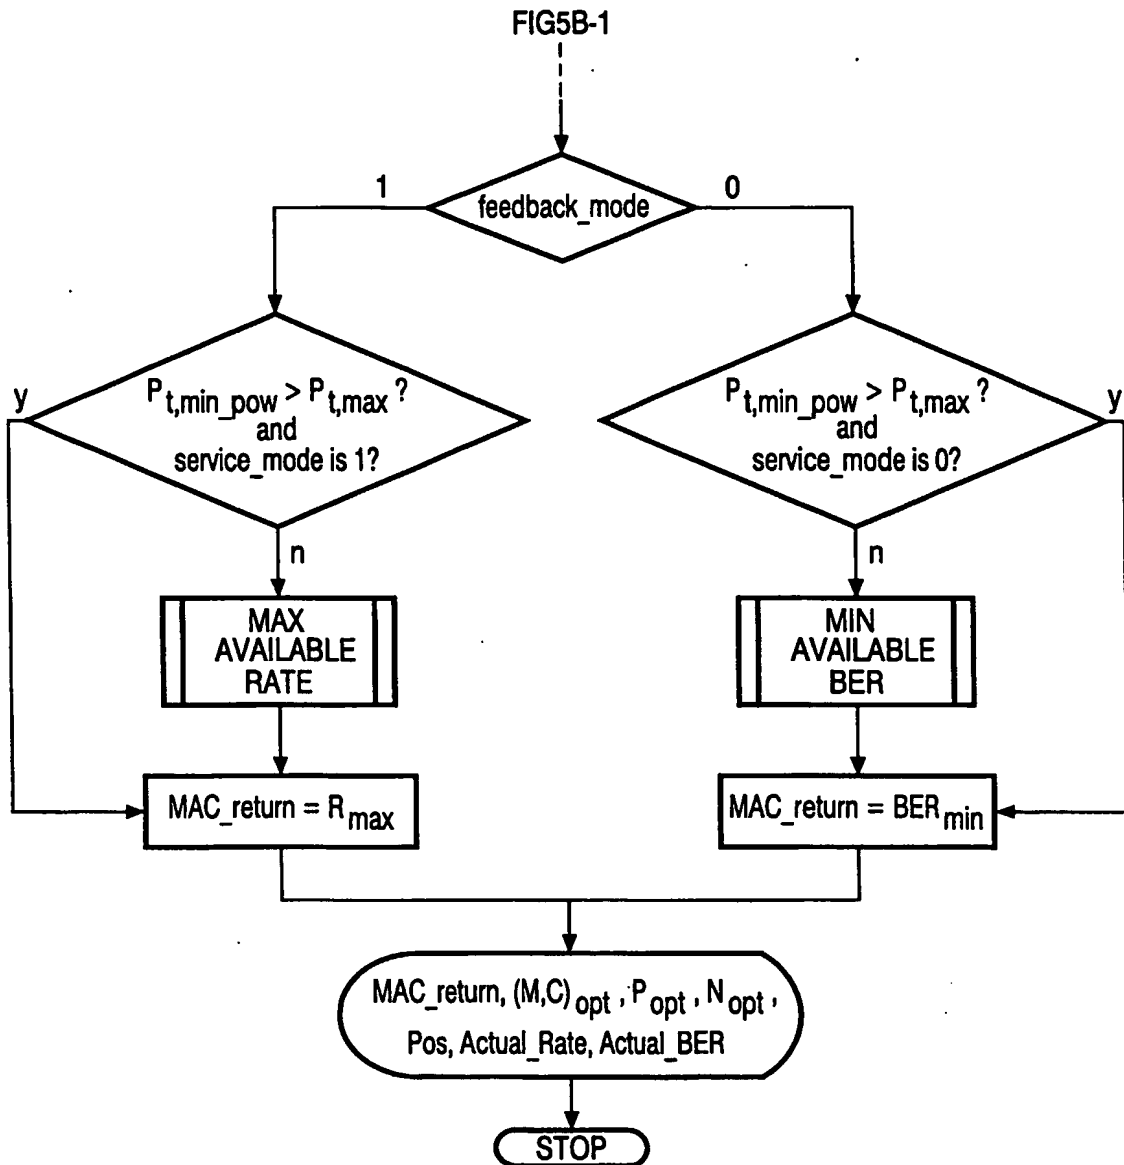 FIG5B-1
1
feedback_mode
0
y
P t,min_pow > P t,max ?
and
service_mode is 1?
P t,min_pow > P t,max ?
and
service_mode is 0?
y
n
n
MAX
AVAILABLE
RATE
MIN
AVAILABLE
BER
MAC_return = R max
MAC_return = BER min
MAC_return, (M,C) opt , P opt , N opt ,
Pos, Actual_Rate, Actual_BER
STOP